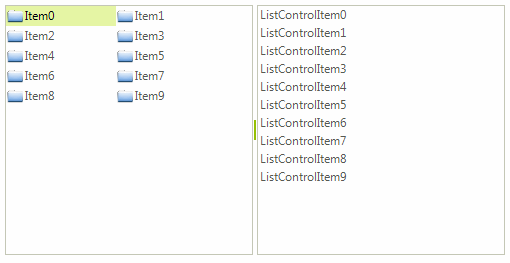 Item0 Item1
Item2 Item3
Item4 Item5
Item6 Item7
Item8 Item9
ListControlItem0
ListControlItem1
ListControlItem2
ListControlItem3
ListControlItem4
ListControlItem5
ListControlItem6
ListControlItem7
ListControlItem8
ListControlItem9